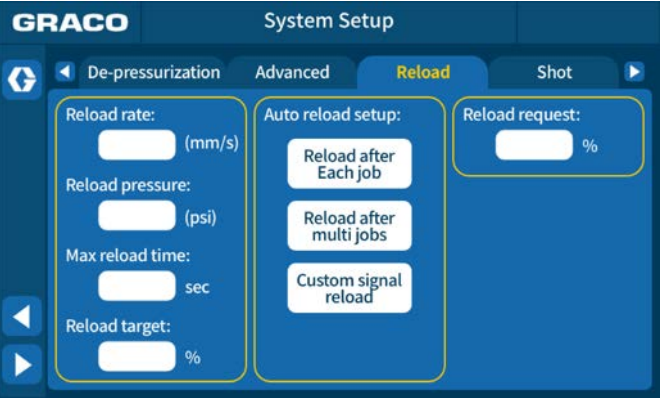 GRACO
System Setup
De-pressurization
Advanced
Reload
Shot
Reload rate:
(mm/s)
Reload pressure:
(psi)
Max reload time:
sec
Reload target:
%
Auto reload setup:
Reload after
Each job
Reload after
multi jobs
Custom signal
reload
Reload request:
%